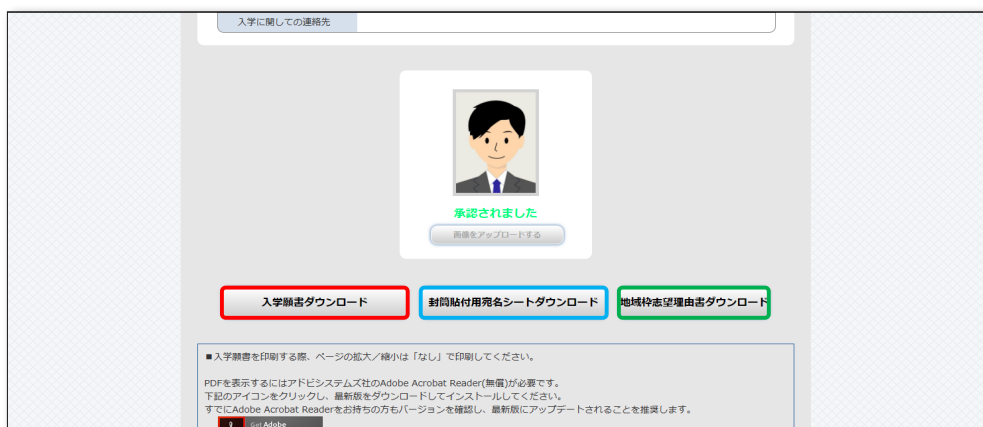 入学に関しての連絡先
承認されました
画像をアップロードする
入学願書ダウンロード
封筒貼付用宛名シートダウンロード
地域枠志望理由書ダウンロード
■入学願書を印刷する際、ページの拡大／縮小は「なし」で印刷してください。
PDFを表示するにはアドビシステムズ社のAdobe Acrobat Reader(無償)が必要です。
下記のアイコンをクリックし、最新版をダウンロードしてインストールしてください。
すでにAdobe Acrobat Readerをお持ちの方もバージョンを確認し、最新版にアップデートされることを推奨します。
Get Adobe